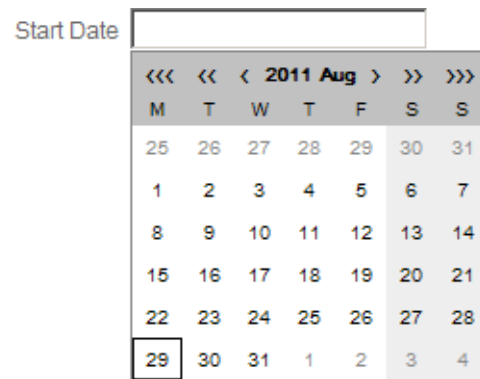 Start Date
‹‹‹ ‹‹ ‹ 2011 Aug › ›› ›››
M T W T F S S
25 26 27 28 29 30 31
1 2 3 4 5 6 7
8 9 10 11 12 13 14
15 16 17 18 19 20 21
22 23 24 25 26 27 28
29 30 31 1 2 3 4